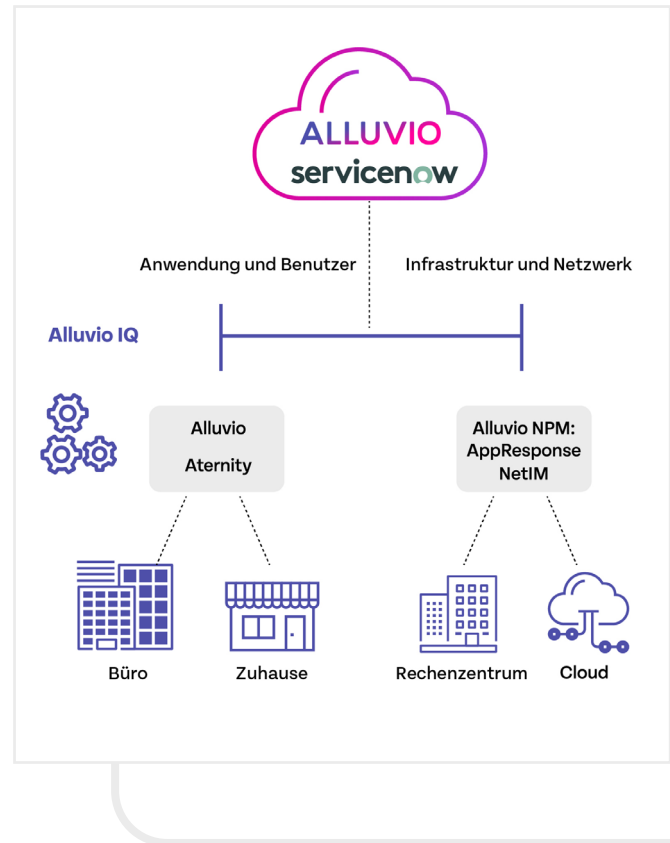 ALLUVIO
servicenow
Anwendung und Benutzer
Infrastruktur und Netzwerk
Alluvio IQ
Alluvio
Aternity
Alluvio NPM:
AppResponse
NetIM
Büro
Zuhause
Rechenzentrum
Cloud